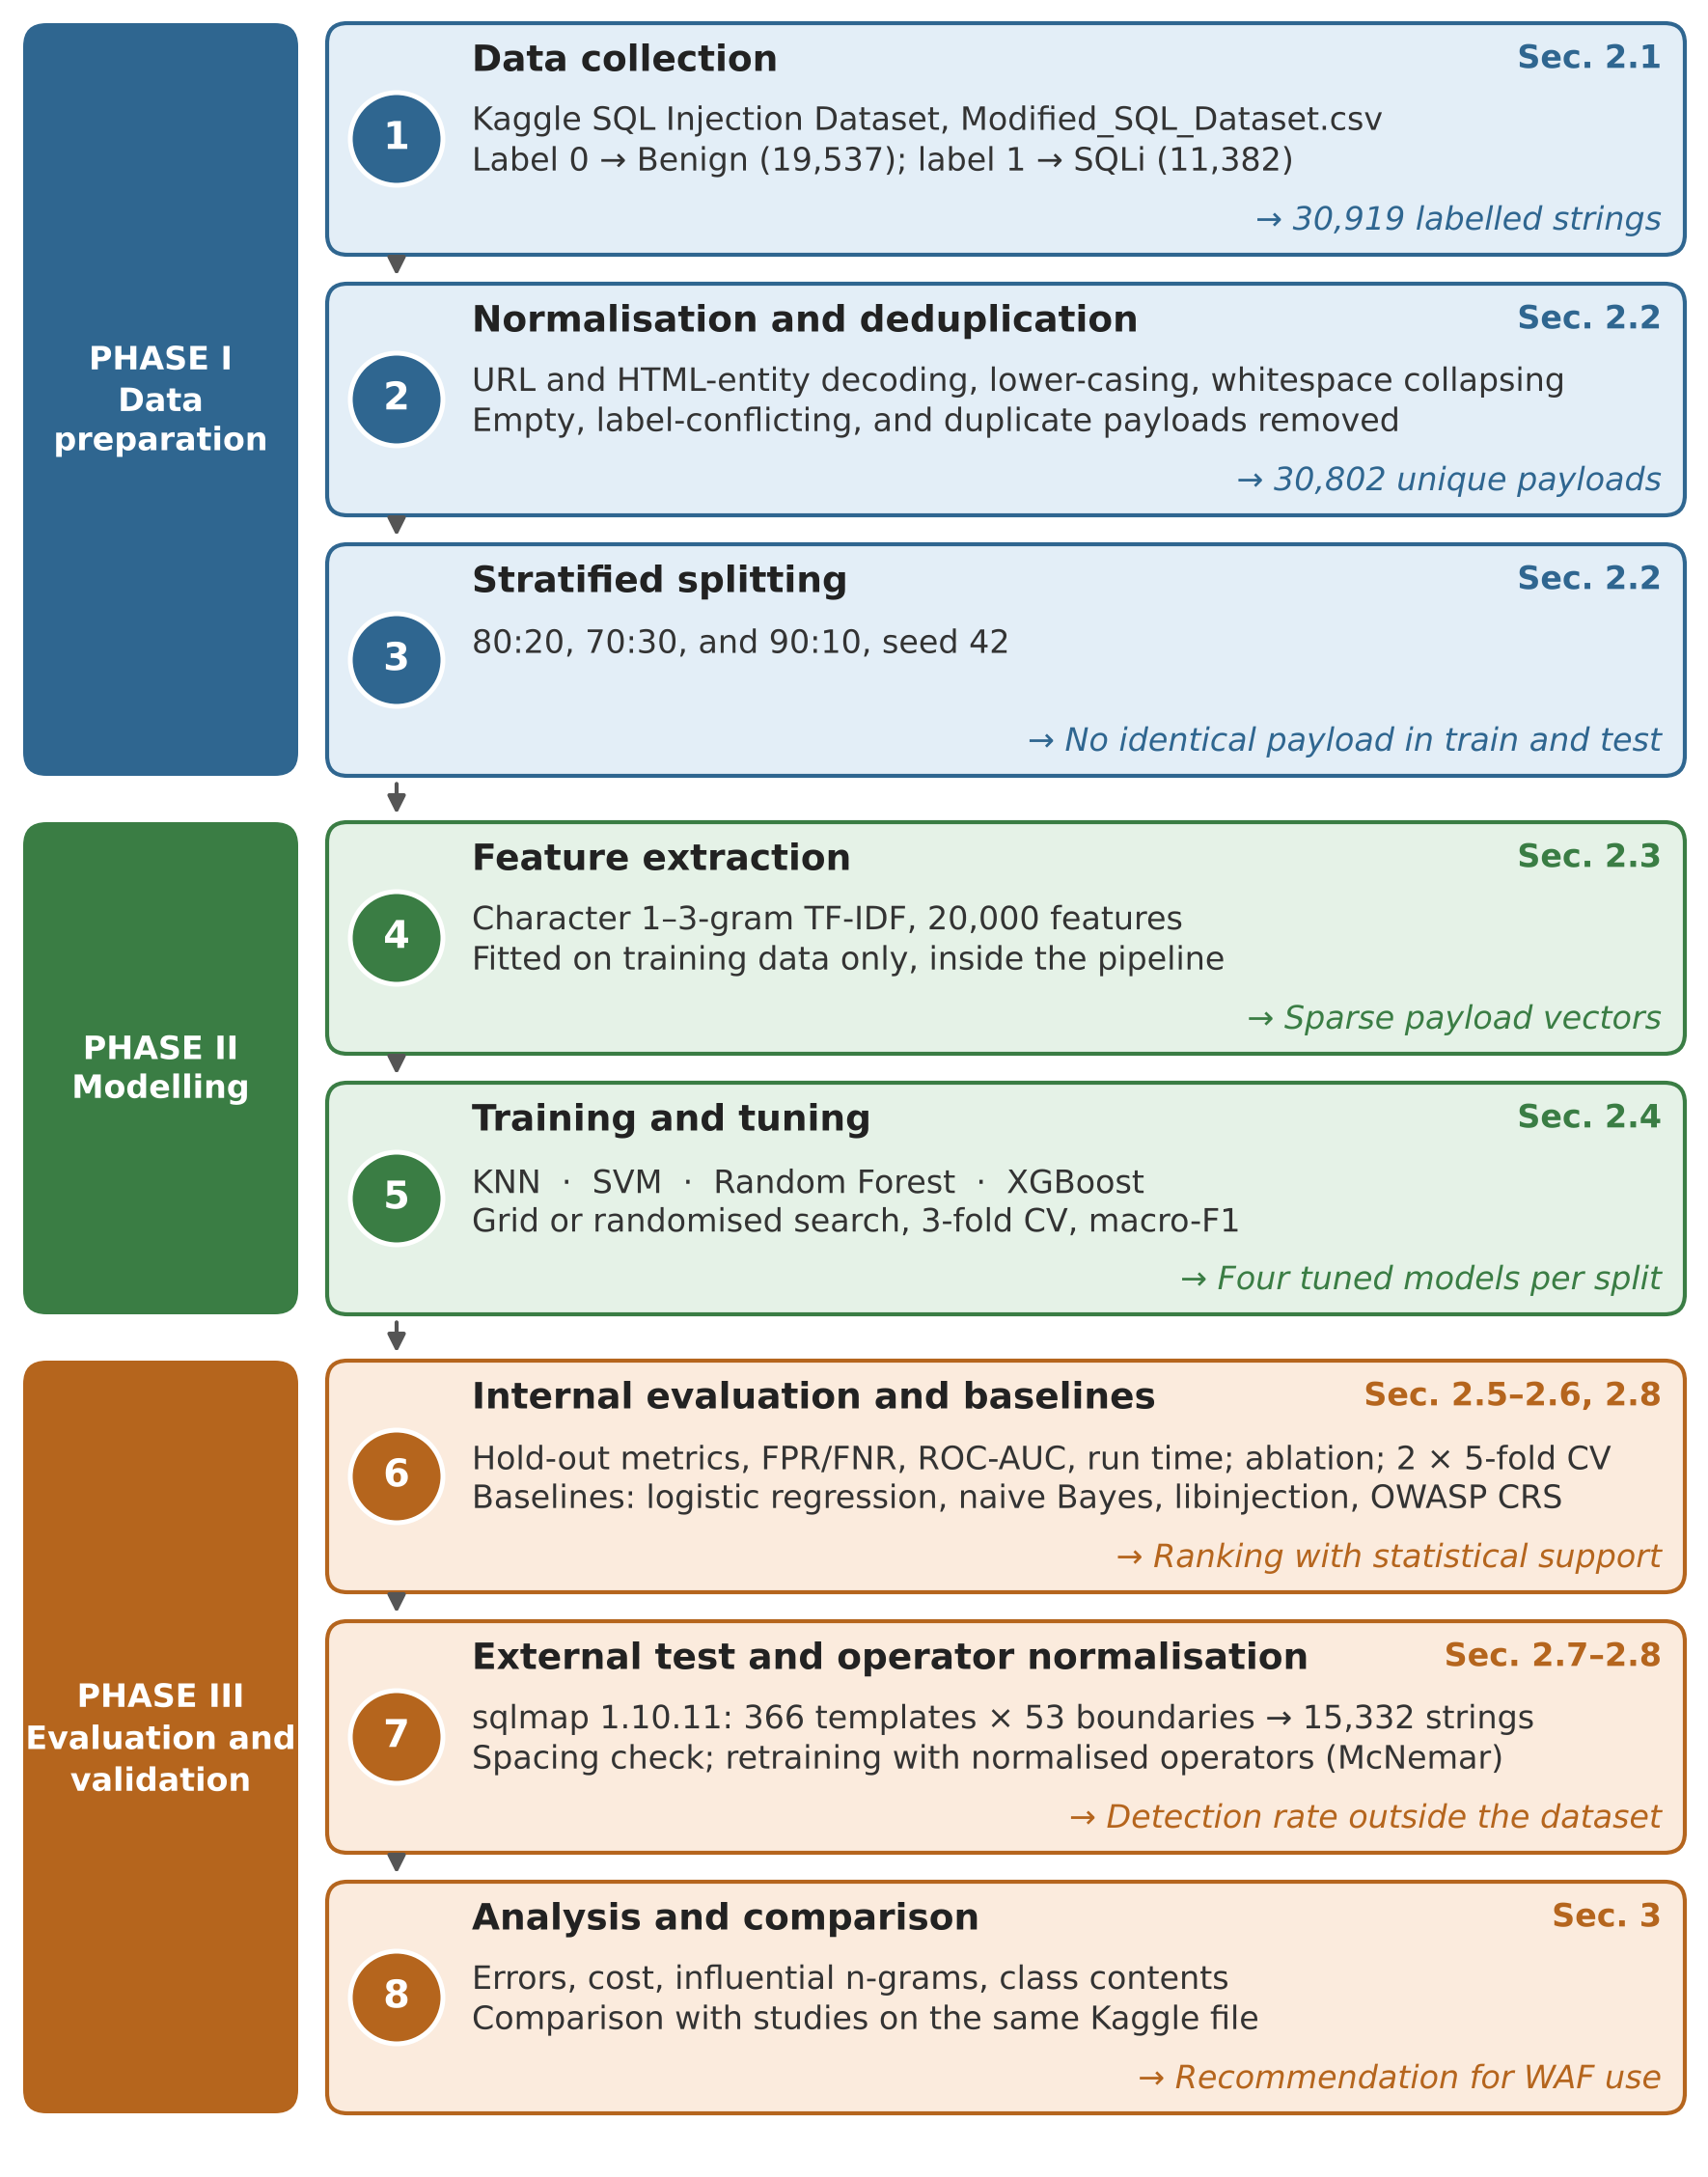 PHASE I
Data
preparation
Data collection
Sec. 2.1
1
Kaggle SQL Injection Dataset, Modified_SQL_Dataset.csv
Label 0 → Benign (19,537); label 1 → SQLi (11,382)
→ 30,919 labelled strings
Normalisation and deduplication
Sec. 2.2
2
URL and HTML-entity decoding, lower-casing, whitespace collapsing
Empty, label-conflicting, and duplicate payloads removed
→ 30,802 unique payloads
Stratified splitting
Sec. 2.2
3
80:20, 70:30, and 90:10, seed 42
→ No identical payload in train and test
PHASE II
Modelling
Feature extraction
Sec. 2.3
4
Character 1–3-gram TF-IDF, 20,000 features
Fitted on training data only, inside the pipeline
→ Sparse payload vectors
Training and tuning
Sec. 2.4
5
KNN · SVM · Random Forest · XGBoost
Grid or randomised search, 3-fold CV, macro-F1
→ Four tuned models per split
PHASE III
Evaluation and
validation
Internal evaluation and baselines
Sec. 2.5–2.6, 2.8
6
Hold-out metrics, FPR/FNR, ROC-AUC, run time; ablation; 2 × 5-fold CV
Baselines: logistic regression, naive Bayes, libinjection, OWASP CRS
→ Ranking with statistical support
External test and operator normalisation
Sec. 2.7–2.8
7
sqlmap 1.10.11: 366 templates × 53 boundaries → 15,332 strings
Spacing check; retraining with normalised operators (McNemar)
→ Detection rate outside the dataset
Analysis and comparison
Sec. 3
8
Errors, cost, influential n-grams, class contents
Comparison with studies on the same Kaggle file
→ Recommendation for WAF use